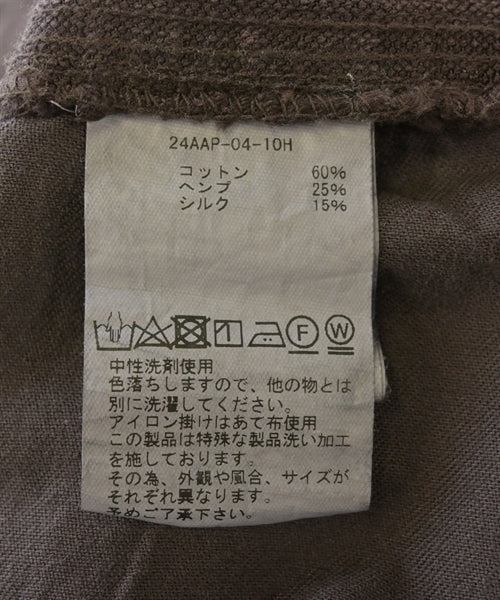 24AAP-04-10H
コットン 60%
ヘンプ 25%
シルク 15%
F W
中性洗剤使用
色落ちしますので、他の物とは
別に洗濯してください。
アイロン掛けはあて布使用
この製品は特殊な製品洗い加工
を施しております。
その為、外観や風合、サイズが
それぞれ異なります。
予めご了承下さい。